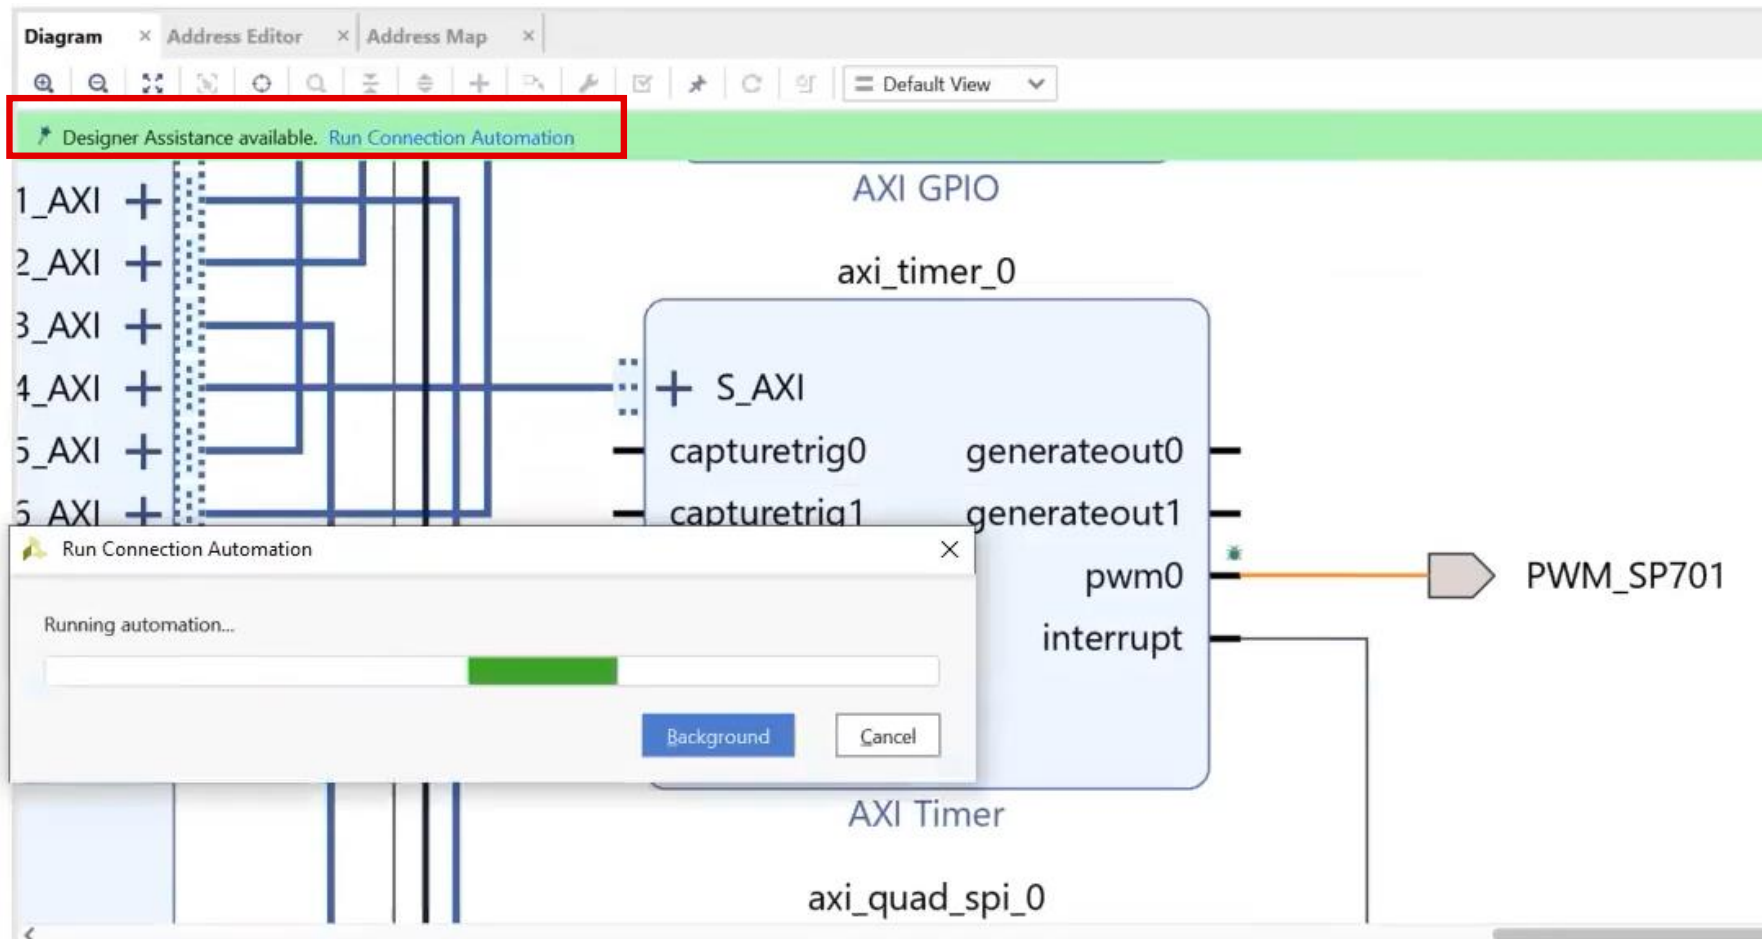 Diagram × Address Editor × Address Map ×
Default View
Designer Assistance available. Run Connection Automation
1_AXI
AXI GPIO
2_AXI
axi_timer_0
3_AXI
4_AXI
S_AXI
5_AXI
capturetrig0 generateout0
6_AXI
capturetrig1 generateout1
Run Connection Automation
pwm0 PWM_SP701
Running automation...
interrupt
Background Cancel
AXI Timer
axi_quad_spi_0